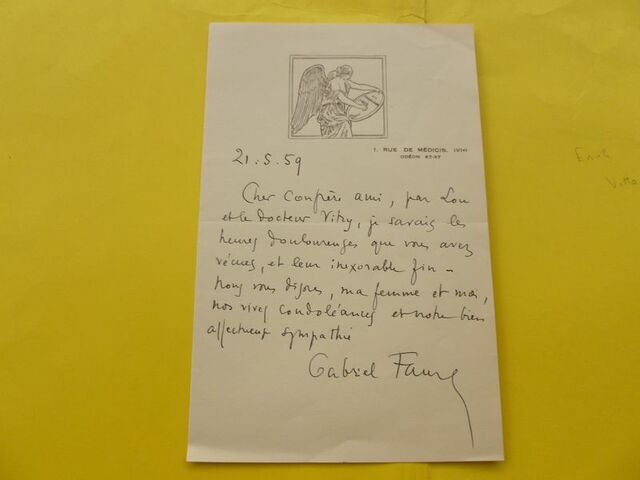 1, RUE DE MÉDICIS, (VIe)
ODÉON 67-37
21.5.59
Cher Confrère ami, par Lou
et le docteur Vitry, je savais les
heures douloureuses que vous avez
vécues, et leur inexorable fin -
Nous vous disons, ma femme et moi,
nos vives condoléances et notre bien
affectueuse sympathie
Gabriel Faure
Emile